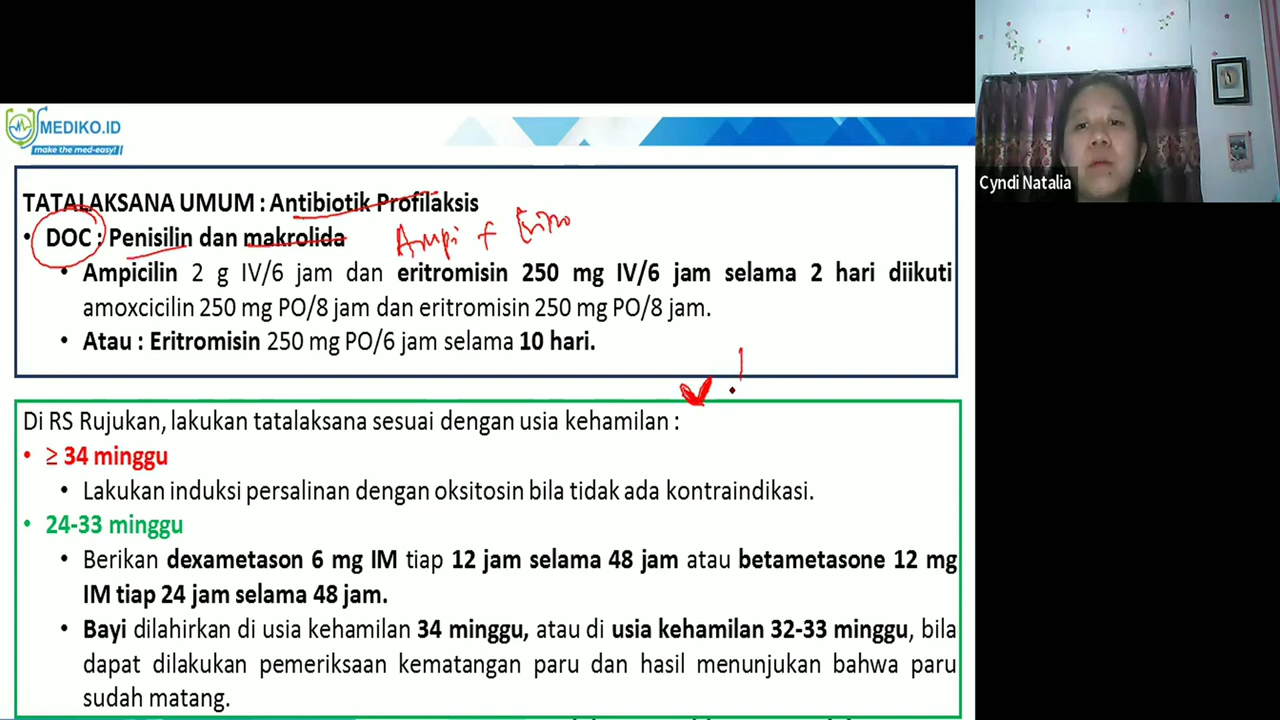 MEDIKO.ID
make the med-easy!
Cyndi Natalia
TATALAKSANA UMUM : Antibiotik Profilaksis
• DOC : Penisilin dan makrolida
Ampi + Eritro
• Ampicilin 2 g IV/6 jam dan eritromisin 250 mg IV/6 jam selama 2 hari diikuti
amoxcicilin 250 mg PO/8 jam dan eritromisin 250 mg PO/8 jam.
• Atau : Eritromisin 250 mg PO/6 jam selama 10 hari.
Di RS Rujukan, lakukan tatalaksana sesuai dengan usia kehamilan :
• ≥ 34 minggu
• Lakukan induksi persalinan dengan oksitosin bila tidak ada kontraindikasi.
• 24-33 minggu
• Berikan dexametason 6 mg IM tiap 12 jam selama 48 jam atau betametasone 12 mg
IM tiap 24 jam selama 48 jam.
• Bayi dilahirkan di usia kehamilan 34 minggu, atau di usia kehamilan 32-33 minggu, bila
dapat dilakukan pemeriksaan kematangan paru dan hasil menunjukan bahwa paru
sudah matang.